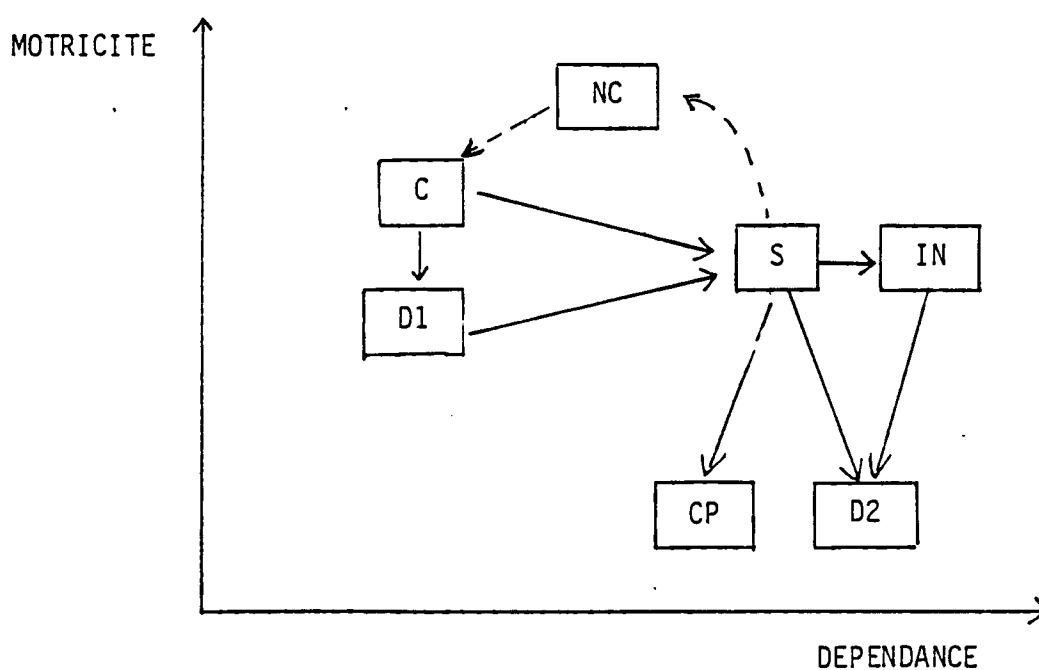 MOTRICITE
NC
C
S
IN
D1
CP
D2
DEPENDANCE